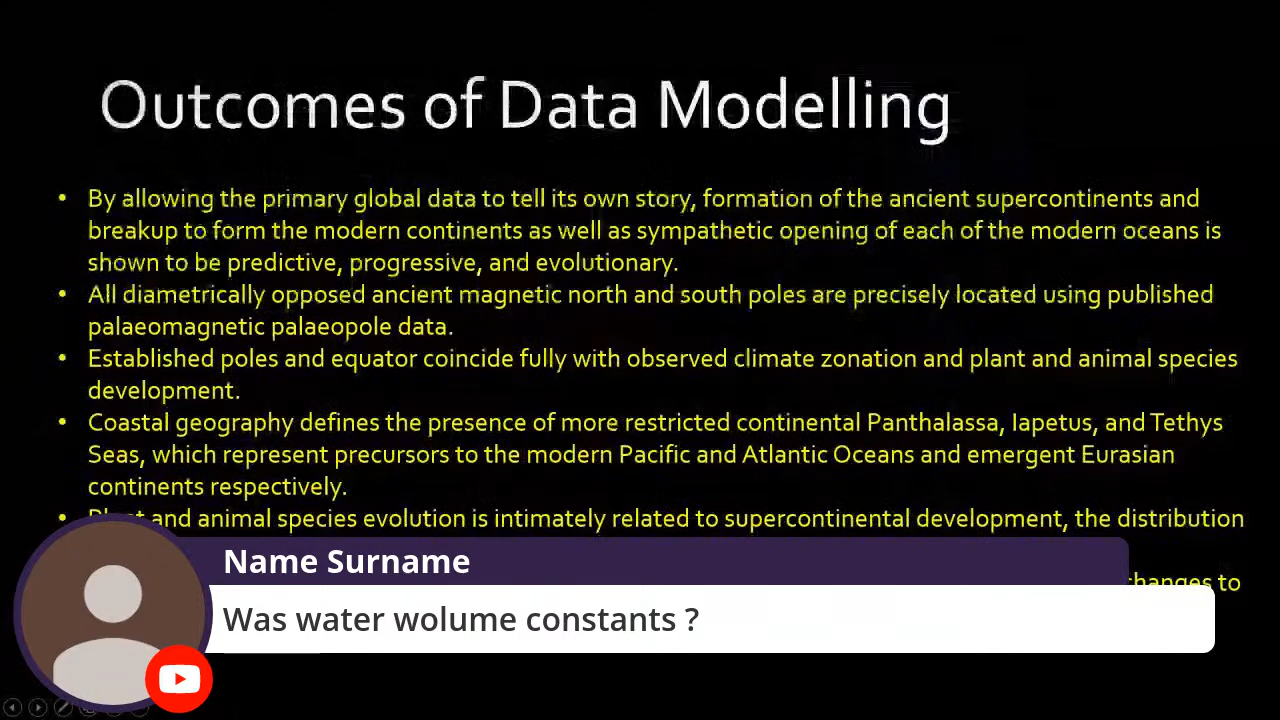 Outcomes of Data Modelling
• By allowing the primary global data to tell its own story, formation of the ancient supercontinents and
breakup to form the modern continents as well as sympathetic opening of each of the modern oceans is
shown to be predictive, progressive, and evolutionary.
• All diametrically opposed ancient magnetic north and south poles are precisely located using published
palaeomagnetic palaeopole data.
• Established poles and equator coincide fully with observed climate zonation and plant and animal species
development.
• Coastal geography defines the presence of more restricted continental Panthalassa, Iapetus, and Tethys
Seas, which represent precursors to the modern Pacific and Atlantic Oceans and emergent Eurasian
continents respectively.
• Plant and animal species evolution is intimately related to supercontinental development, the distribution
changes to
Name Surname
Was water wolume constants ?